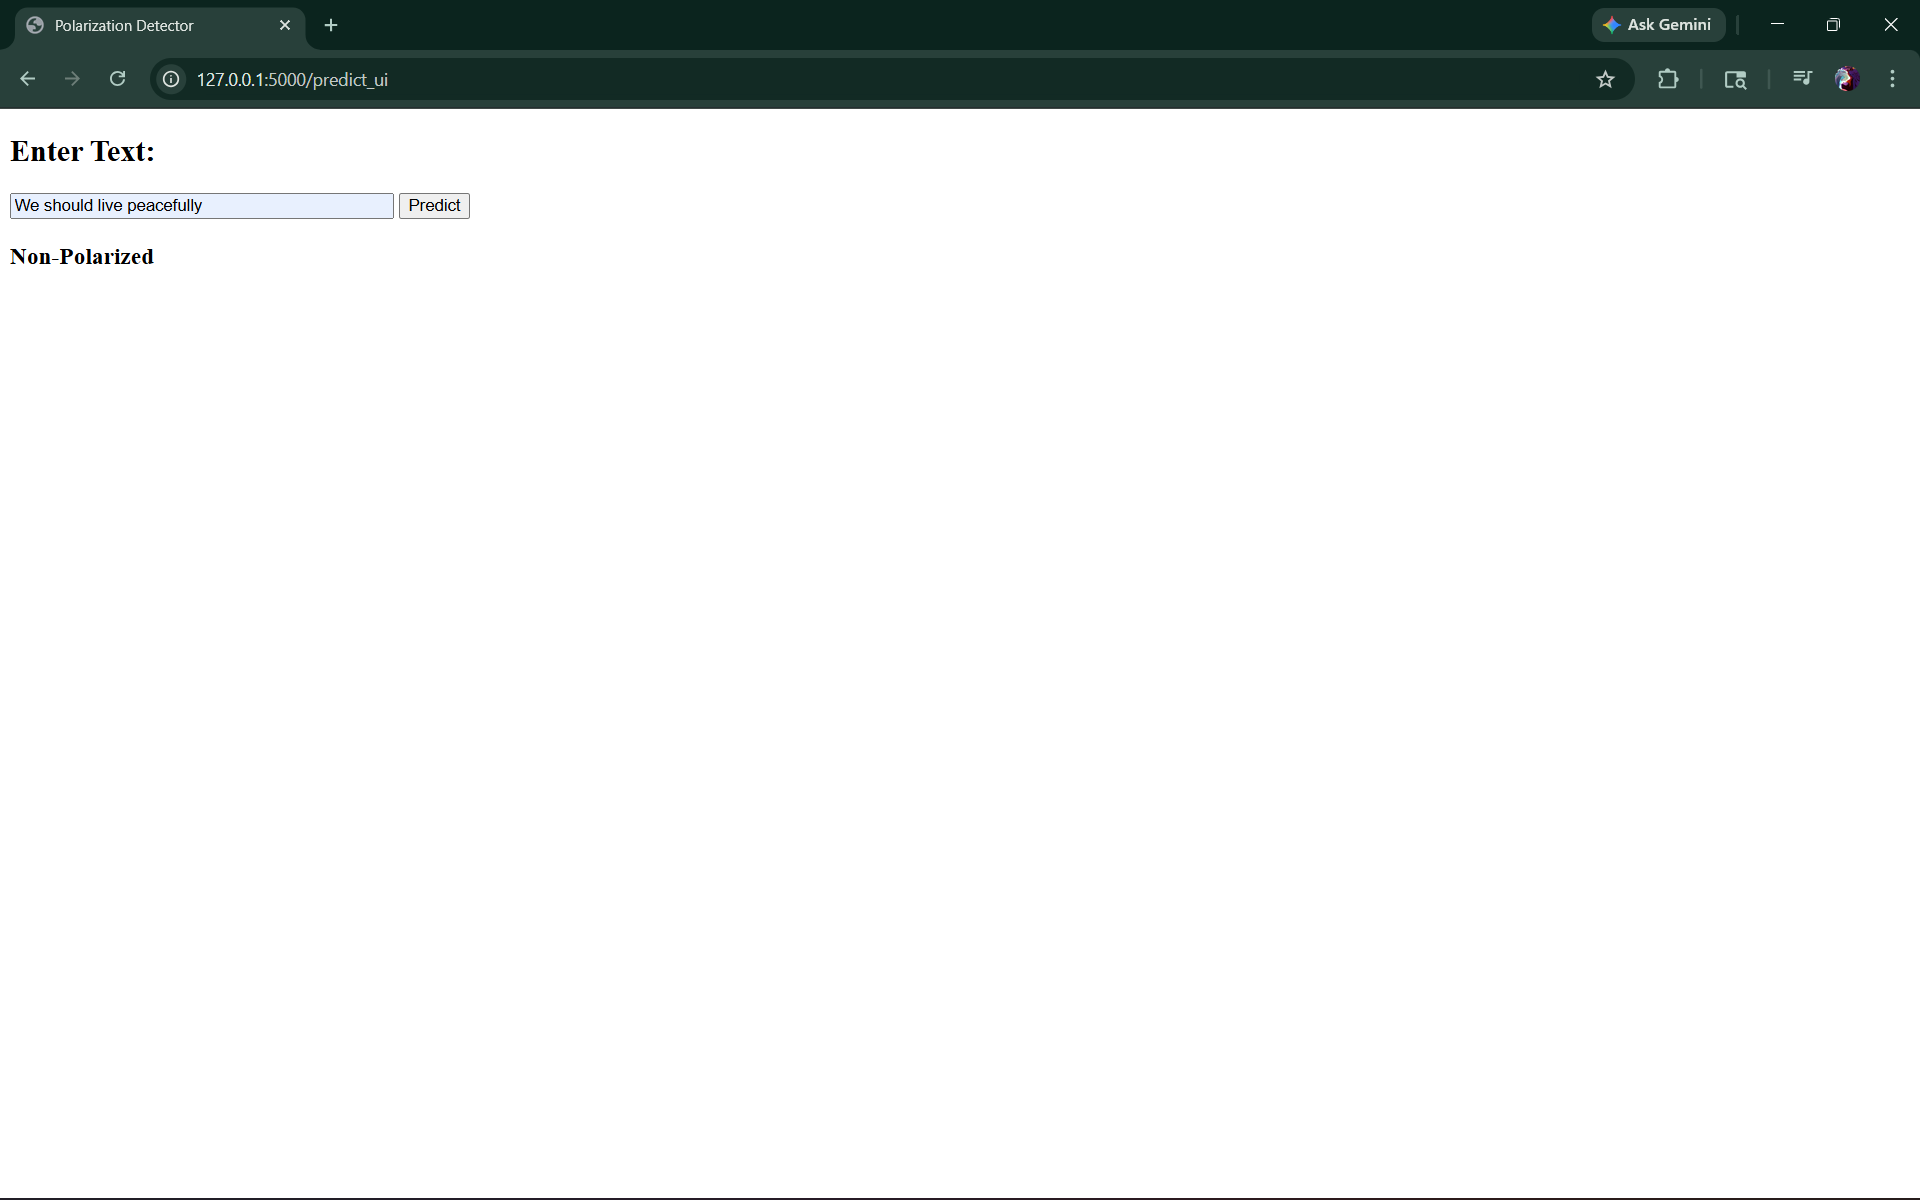 Polarization Detector
Ask Gemini
127.0.0.1:5000/predict_ui
Enter Text:
We should live peacefully Predict
Non-Polarized